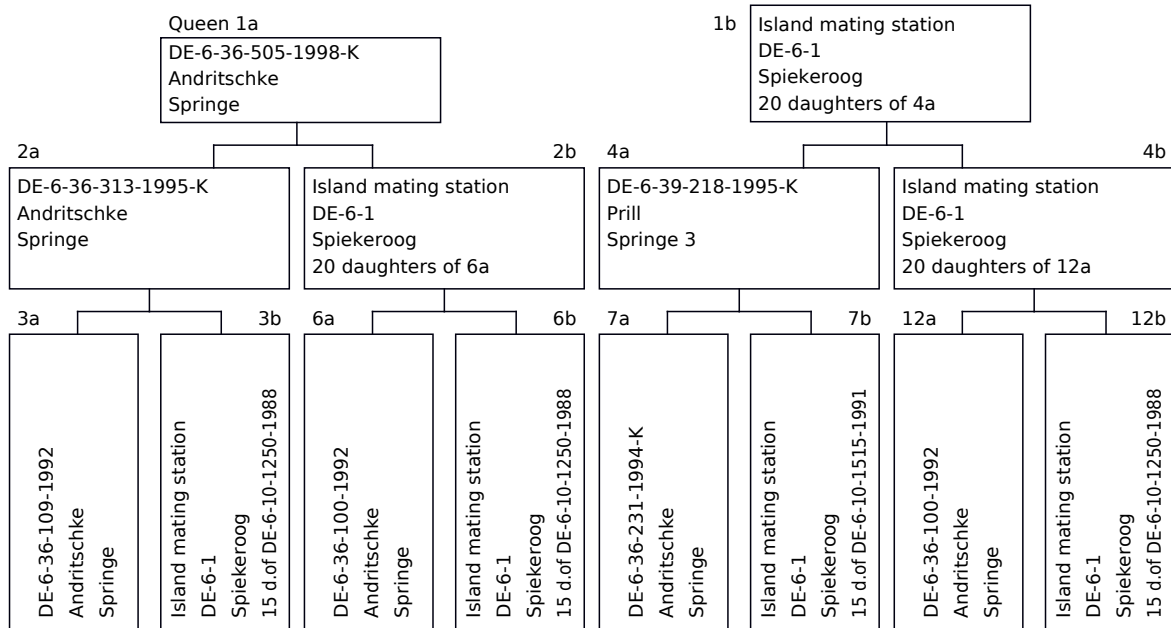 Queen 1a
DE-6-36-505-1998-K
Andritschke
Springe
1b
Island mating station
DE-6-1
Spiekeroog
20 daughters of 4a
2a
DE-6-36-313-1995-K
Andritschke
Springe
2b
Island mating station
DE-6-1
Spiekeroog
20 daughters of 6a
4a
DE-6-39-218-1995-K
Prill
Springe 3
4b
Island mating station
DE-6-1
Spiekeroog
20 daughters of 12a
3a
DE-6-36-109-1992
Andritschke
Springe
3b
Island mating station
DE-6-1
Spiekeroog
15 d.of DE-6-10-1250-1988
6a
DE-6-36-100-1992
Andritschke
Springe
6b
Island mating station
DE-6-1
Spiekeroog
15 d.of DE-6-10-1250-1988
7a
DE-6-36-231-1994-K
Andritschke
Springe
7b
Island mating station
DE-6-1
Spiekeroog
15 d.of DE-6-10-1515-1991
12a
DE-6-36-100-1992
Andritschke
Springe
12b
Island mating station
DE-6-1
Spiekeroog
15 d.of DE-6-10-1250-1988